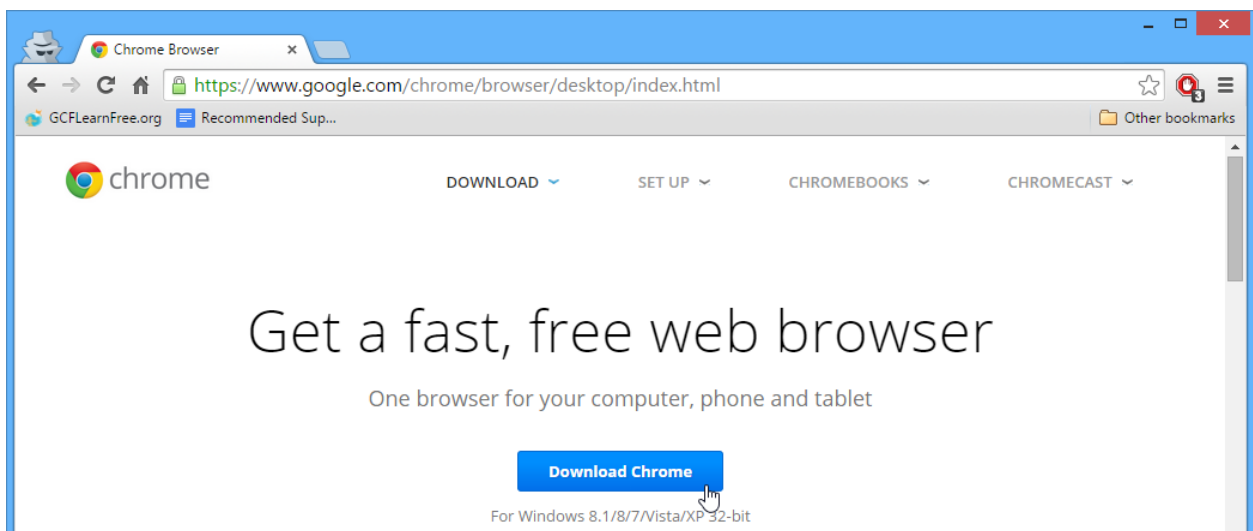 Chrome Browser
https://www.google.com/chrome/browser/desktop/index.html
3
GCFLearnFree.org Recommended Sup... Other bookmarks
chrome DOWNLOAD SET UP CHROMEBOOKS CHROMECAST
Get a fast, free web browser
One browser for your computer, phone and tablet
Download Chrome
For Windows 8.1/8/7/Vista/XP 32-bit